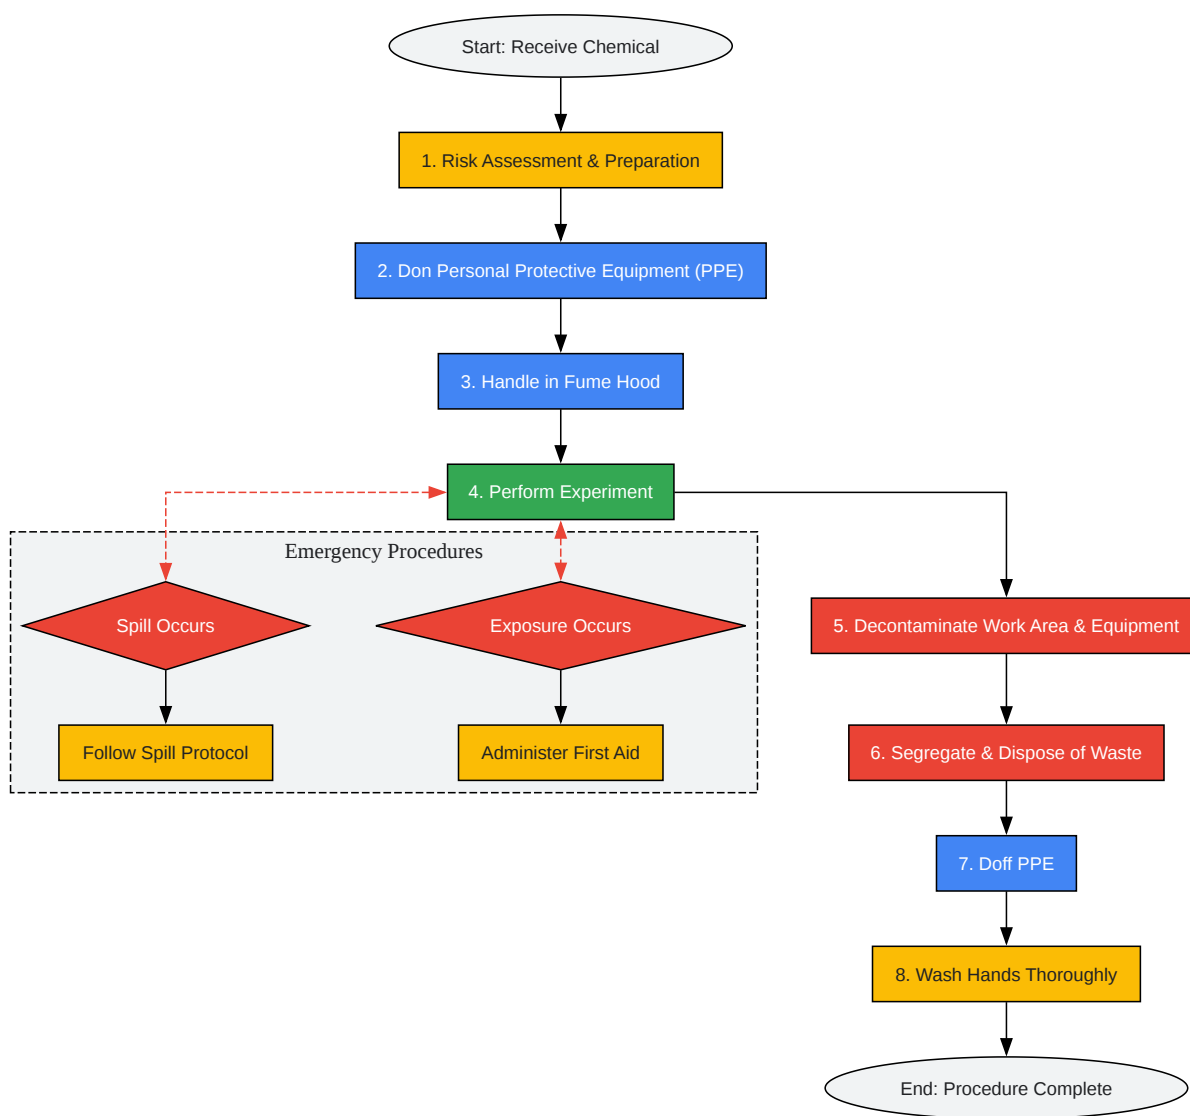 Start: Receive Chemical
1. Risk Assessment & Preparation
2. Don Personal Protective Equipment (PPE)
3. Handle in Fume Hood
4. Perform Experiment
Emergency Procedures
Spill Occurs
Exposure Occurs
5. Decontaminate Work Area & Equipment
Follow Spill Protocol
Administer First Aid
6. Segregate & Dispose of Waste
7. Doff PPE
8. Wash Hands Thoroughly
End: Procedure Complete